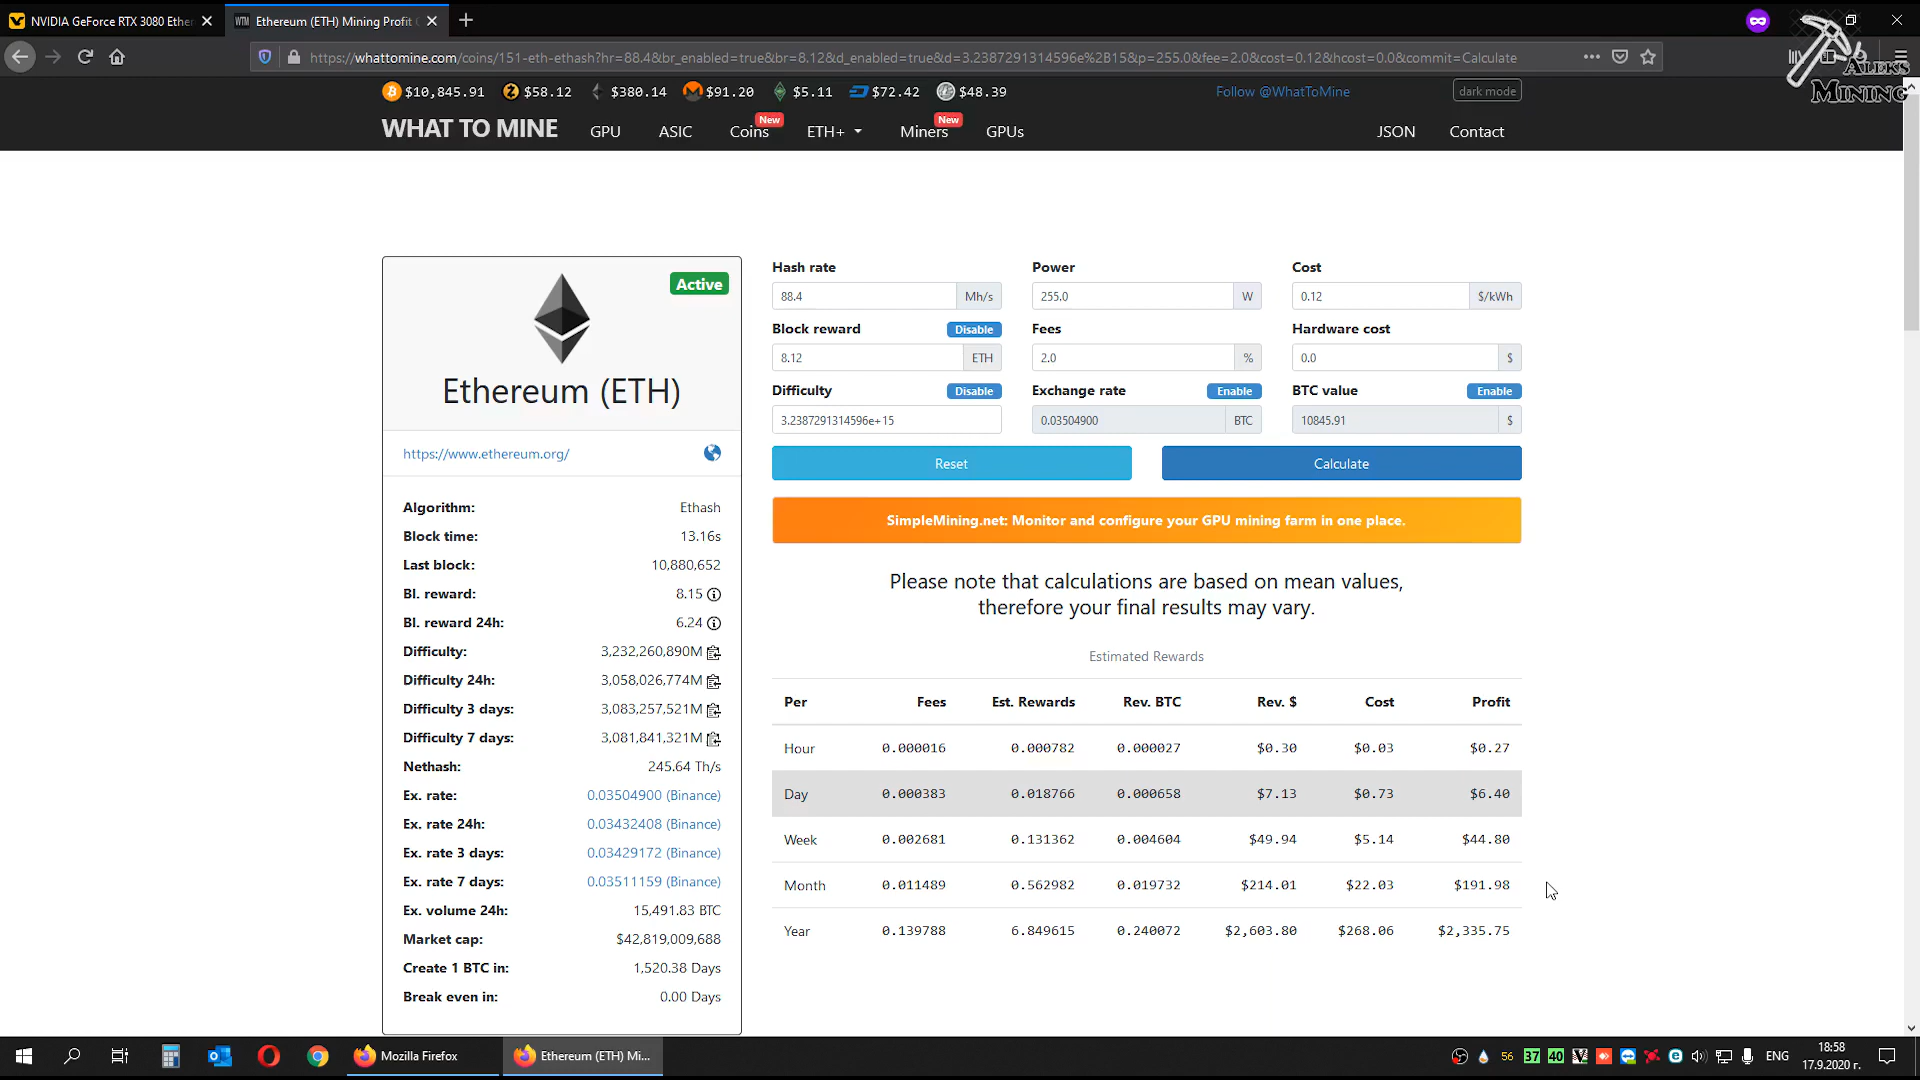 NVIDIA GeForce RTX 3080 Ether
WTM Ethereum (ETH) Mining Profit
https://whattomine.com/coins/151-eth-ethash?hr=88.4&br_enabled=true&br=8.12&d_enabled=true&d=3.2387291314596e%2B15&p=255.0&fee=2.0&cost=0.12&hcost=0.0&commit=Calculate
ALEKS
MINING
$10,845.91 $58.12 $380.14 $91.20 $5.11 $72.42 $48.39
Follow @WhatToMine
dark mode
WHAT TO MINE GPU ASIC Coins New ETH+ Miners New GPUs JSON Contact
Active
Ethereum (ETH)
https://www.ethereum.org/
Algorithm: Ethash
Block time: 13.16s
Last block: 10,880,652
Bl. reward: 8.15
Bl. reward 24h: 6.24
Difficulty: 3,232,260,890M
Difficulty 24h: 3,058,026,774M
Difficulty 3 days: 3,083,257,521M
Difficulty 7 days: 3,081,841,321M
Nethash: 245.64 Th/s
Ex. rate: 0.03504900 (Binance)
Ex. rate 24h: 0.03432408 (Binance)
Ex. rate 3 days: 0.03429172 (Binance)
Ex. rate 7 days: 0.03511159 (Binance)
Ex. volume 24h: 15,491.83 BTC
Market cap: $42,819,009,688
Create 1 BTC in: 1,520.38 Days
Break even in: 0.00 Days
Hash rate Power Cost
88.4 Mh/s 255.0 W 0.12 $/kWh
Block reward Disable Fees Hardware cost
8.12 ETH 2.0 % 0.0 $
Difficulty Disable Exchange rate Enable BTC value Enable
3.2387291314596e+15 0.03504900 BTC 10845.91 $
Reset Calculate
SimpleMining.net: Monitor and configure your GPU mining farm in one place.
Please note that calculations are based on mean values,
therefore your final results may vary.
Estimated Rewards
Per Fees Est. Rewards Rev. BTC Rev. $ Cost Profit
Hour 0.000016 0.000782 0.000027 $0.30 $0.03 $0.27
Day 0.000383 0.018766 0.000658 $7.13 $0.73 $6.40
Week 0.002681 0.131362 0.004604 $49.94 $5.14 $44.80
Month 0.011489 0.562982 0.019732 $214.01 $22.03 $191.98
Year 0.139788 6.849615 0.240072 $2,603.80 $268.06 $2,335.75
Mozilla Firefox
Ethereum (ETH) Mi...
56 37 40
ENG
18:58
17.9.2020 г.